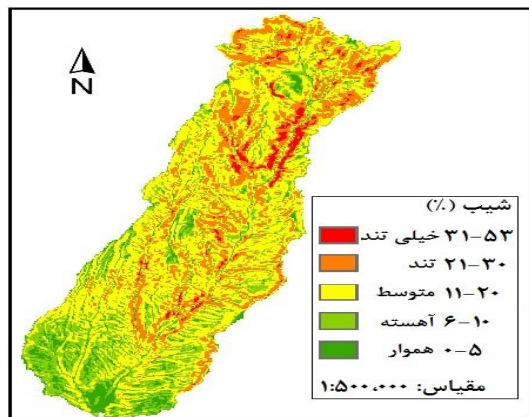 N
شیب (%)
۳۱-۵۳ خیلی تند
۲۱-۳۰ تند
۱۱-۲۰ متوسط
۶-۱۰ آهسته
۰-۵ هموار
مقیاس: ۱:۵۰۰,۰۰۰